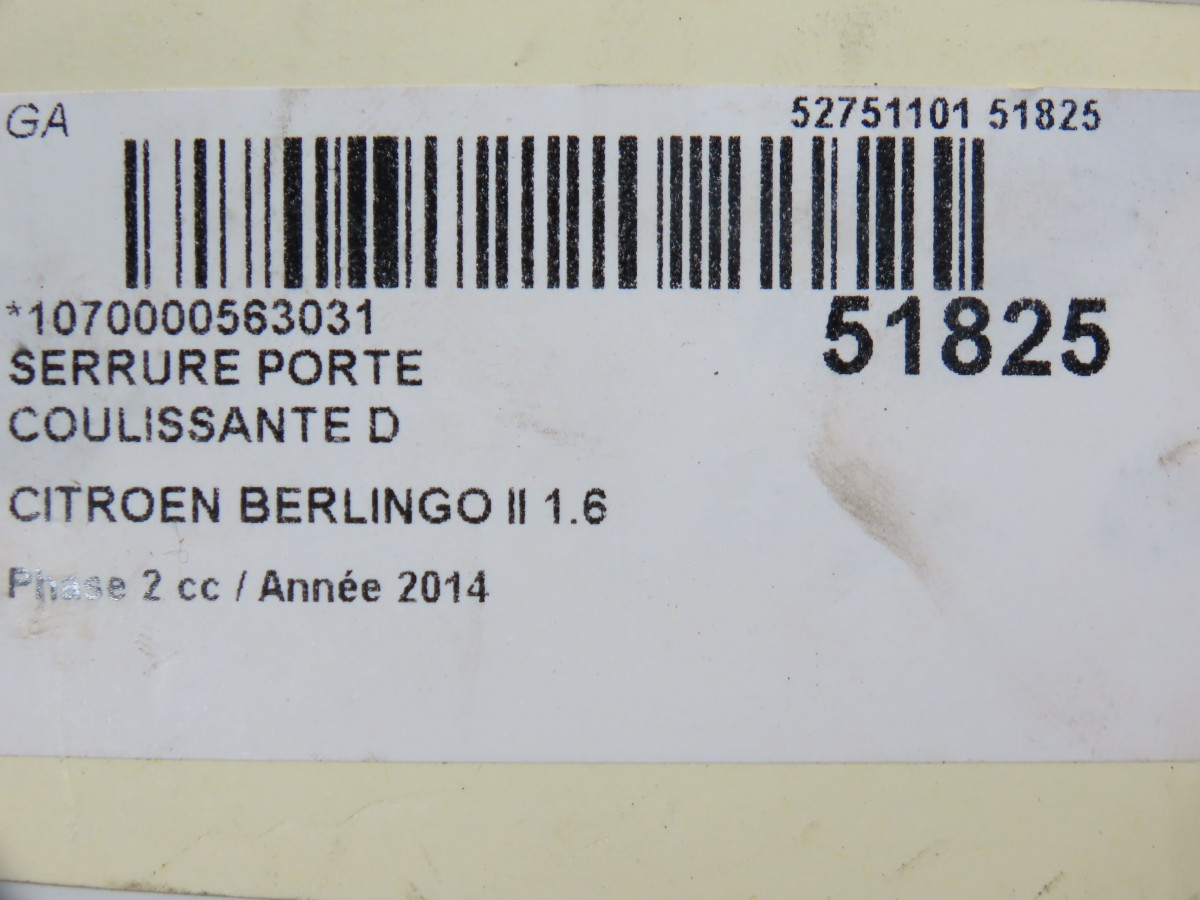 GA
52751101 51825
*1070000563031
51825
SERRURE PORTE
COULISSANTE D
CITROEN BERLINGO II 1.6
Phase 2 cc / Année 2014